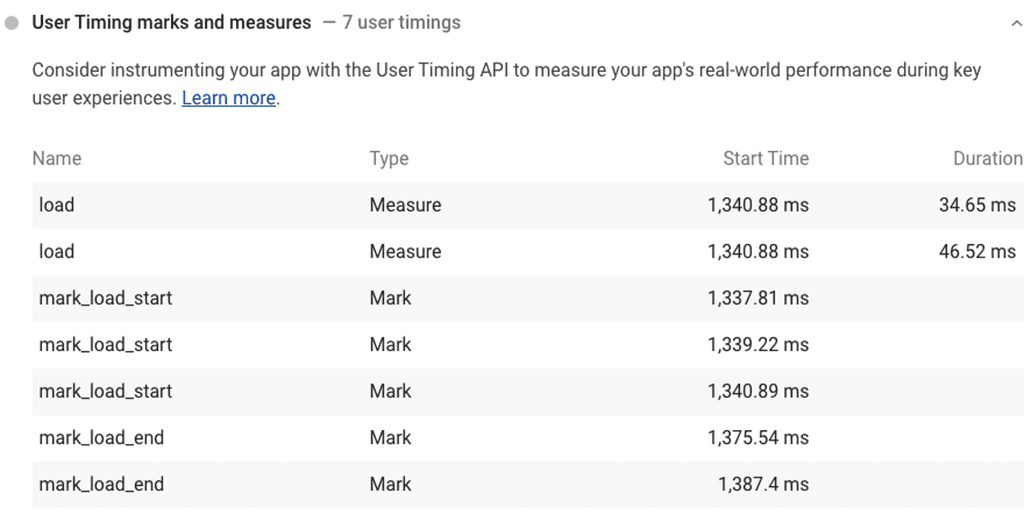 User Timing marks and measures — 7 user timings
Consider instrumenting your app with the User Timing API to measure your app's real-world performance during key
user experiences. Learn more.
Name Type Start Time Duration
load Measure 1,340.88 ms 34.65 ms
load Measure 1,340.88 ms 46.52 ms
mark_load_start Mark 1,337.81 ms
mark_load_start Mark 1,339.22 ms
mark_load_start Mark 1,340.89 ms
mark_load_end Mark 1,375.54 ms
mark_load_end Mark 1,387.4 ms